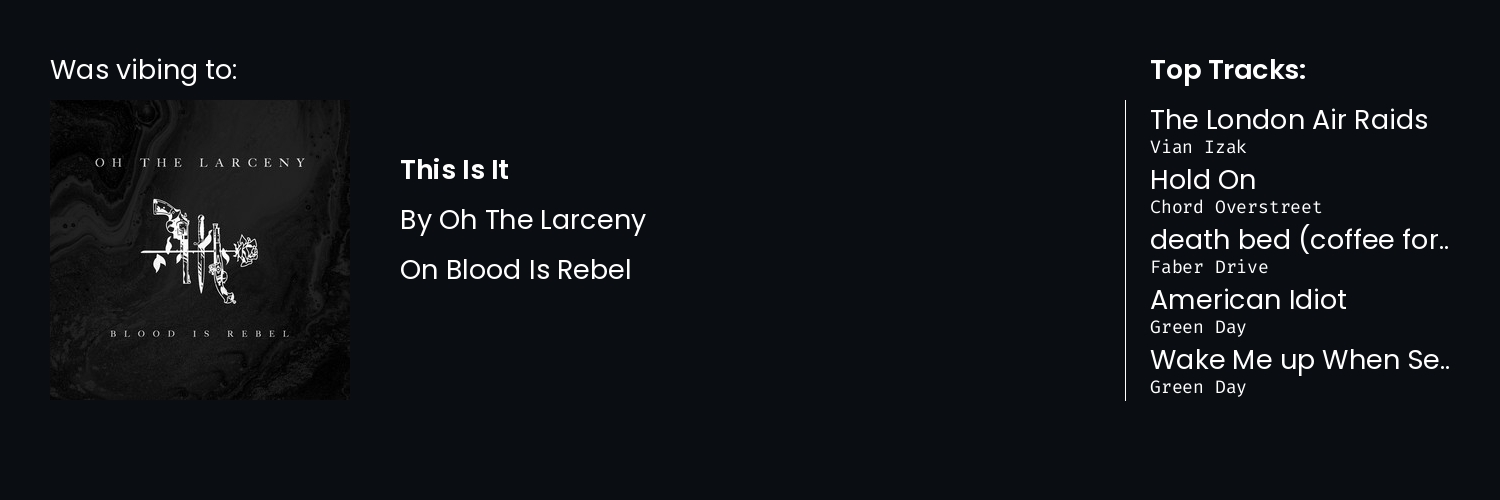 Was vibing to:
OH THE LARCENY
BLOOD IS REBEL
This Is It
By Oh The Larceny
On Blood Is Rebel
Top Tracks:
The London Air Raids
Vian Izak
Hold On
Chord Overstreet
death bed (coffee for..
Faber Drive
American Idiot
Green Day
Wake Me up When Se..
Green Day